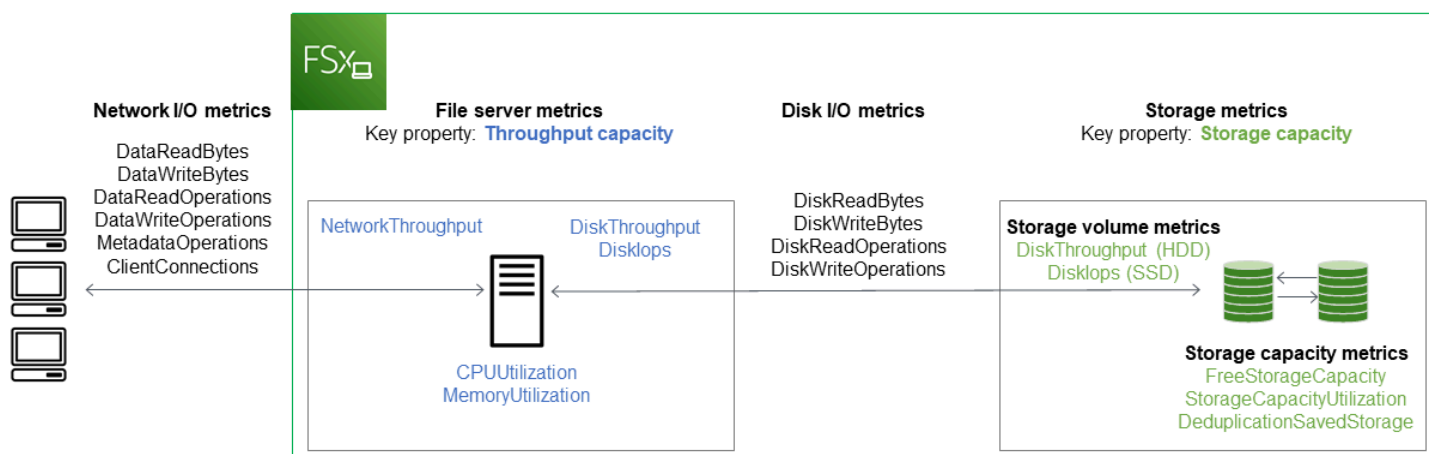 FSx
Network I/O metrics
DataReadBytes
DataWriteBytes
DataReadOperations
DataWriteOperations
MetadataOperations
ClientConnections
File server metrics
Key property: Throughput capacity
NetworkThroughput
DiskThroughput
DiskIops
CPUUtilization
MemoryUtilization
Disk I/O metrics
DiskReadBytes
DiskWriteBytes
DiskReadOperations
DiskWriteOperations
Storage metrics
Key property: Storage capacity
Storage volume metrics
DiskThroughput (HDD)
DiskIops (SSD)
Storage capacity metrics
FreeStorageCapacity
StorageCapacityUtilization
DeduplicationSavedStorage